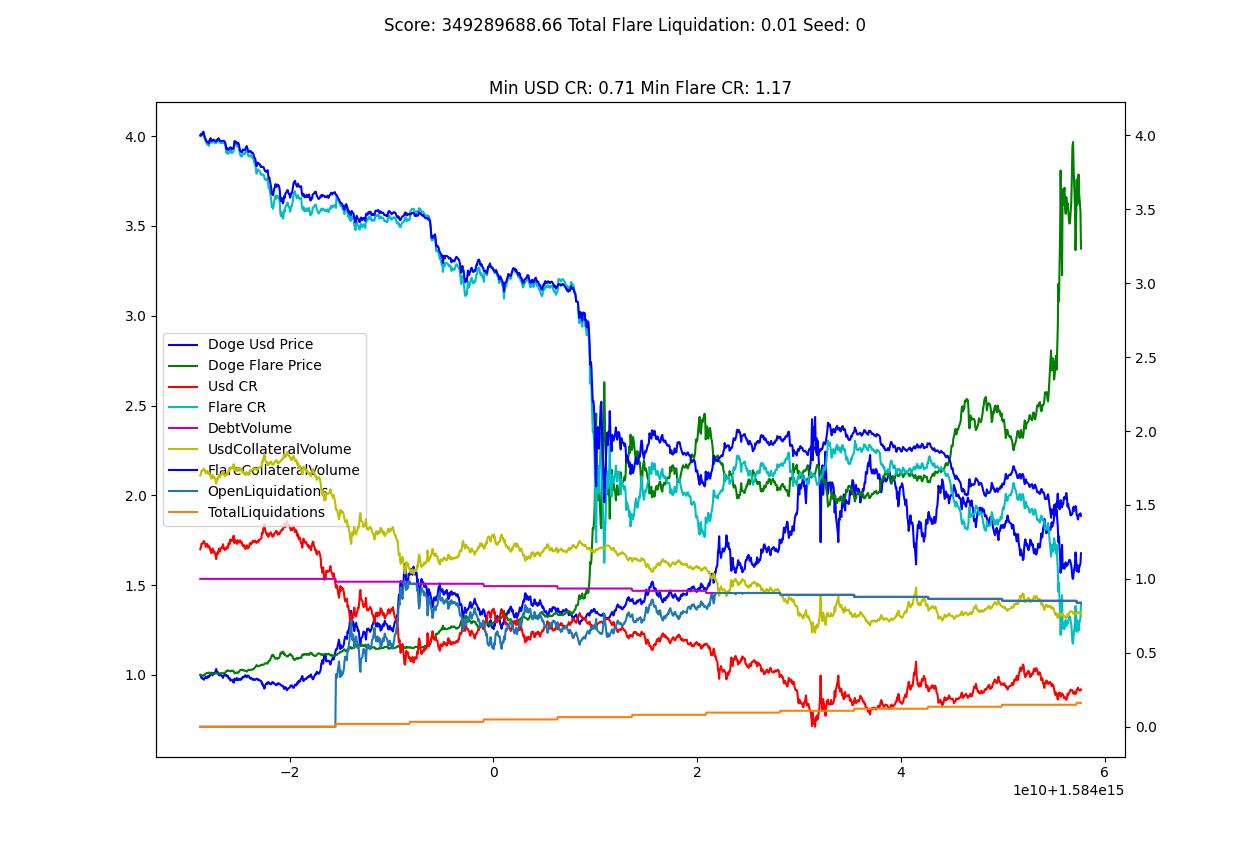 Score: 349289688.66 Total Flare Liquidation: 0.01 Seed: 0
Min USD CR: 0.71 Min Flare CR: 1.17
4.0
3.5
3.0
2.5
2.0
1.5
1.0
4.0
3.5
3.0
2.5
2.0
1.5
1.0
0.5
0.0
Doge Usd Price
Doge Flare Price
Usd CR
Flare CR
DebtVolume
UsdCollateralVolume
FlareCollateralVolume
OpenLiquidations
TotalLiquidations
−2 0 2 4 6
1e10+1.584e15